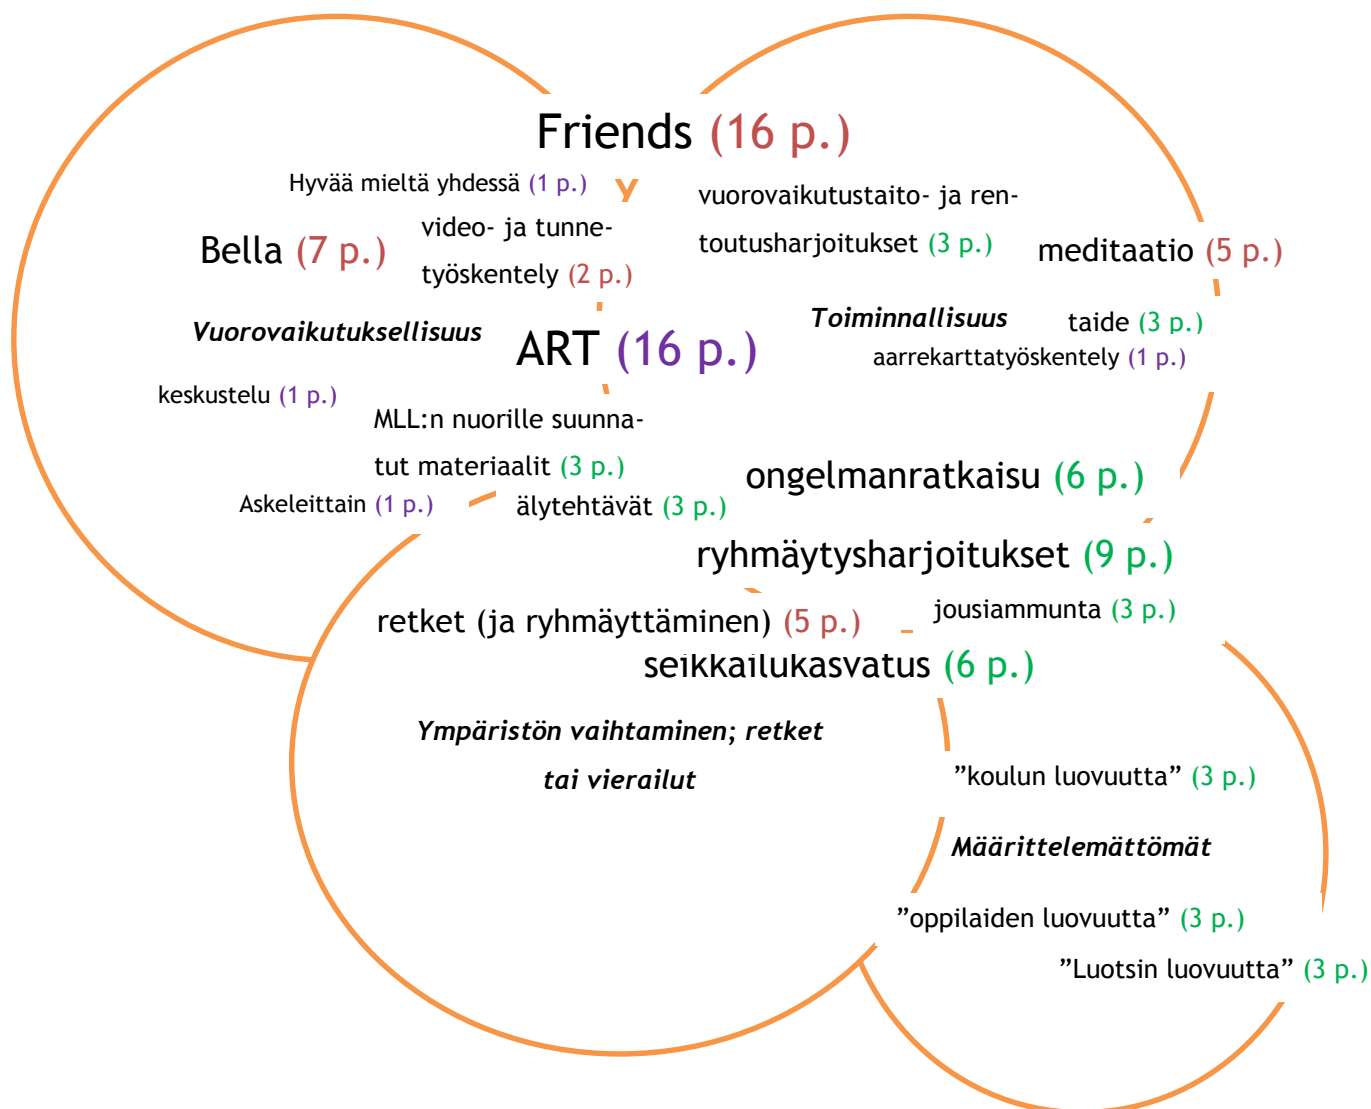 Friends (16 p.)
Hyvää mieltä yhdessä (1 p.)
vuorovaikutustaito- ja ren-
toutusharjoitukset (3 p.)
video- ja tunne-
työskentely (2 p.)
Bella (7 p.)
meditaatio (5 p.)
Vuorovaikutuksellisuus
ART (16 p.)
Toiminnallisuus
taide (3 p.)
aarrekarttatyöskentely (1 p.)
keskustelu (1 p.)
MLL:n nuorille suunna-
tut materiaalit (3 p.)
Askeleittain (1 p.)
älytehtävät (3 p.)
ongelmanratkaisu (6 p.)
ryhmäytysharjoitukset (9 p.)
retket (ja ryhmäyttäminen) (5 p.)
jousiammunta (3 p.)
seikkailukasvatus (6 p.)
Ympäristön vaihtaminen; retket
tai vierailut
”koulun luovuutta” (3 p.)
Määrittelemättömät
”oppilaiden luovuutta” (3 p.)
”Luotsin luovuutta” (3 p.)